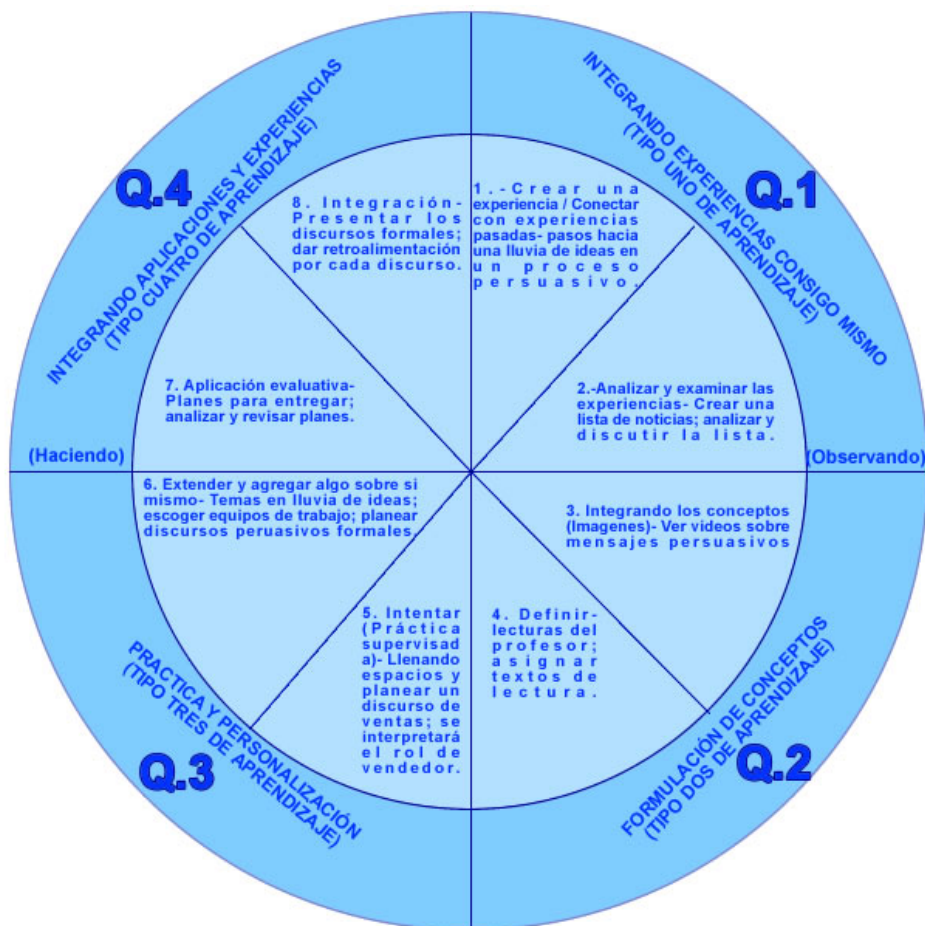 INTEGRANDO EXPERIENCIAS CONSIGO MISMO
(TIPO UNO DE APRENDIZAJE)
Q.1
1.-Crear una
experiencia / Conectar
con experiencias
pasadas- pasos hacia
una lluvia de ideas en
un proceso
persuasivo.
2.-Analizar y examinar las
experiencias- Crear una
lista de noticias; analizar y
discutir la lista.
(Observando)
3. Integrando los conceptos
(Imagenes)- Ver videos sobre
mensajes persuasivos
4. Definir-
lecturas del
profesor;
asignar
textos de
lectura.
Q.2
FORMULACIÓN DE CONCEPTOS
(TIPO DOS DE APRENDIZAJE)
5. Intentar
(Práctica
supervisad
a)- Llenando
espacios y
planear un
discurso de
ventas; se
interpretará
el rol de
vendedor.
PRACTICA Y PERSONALIZACIÓN
(TIPO TRES DE APRENDIZAJE)
Q.3
6. Extender y agregar algo sobre si
mismo- Temas en lluvia de ideas;
escoger equipos de trabajo; planear
discursos peruasivos formales.
(Haciendo)
7. Aplicación evaluativa-
Planes para entregar;
analizar y revisar planes.
8. Integración-
Presentar los
discursos formales;
dar retroalimentación
por cada discurso.
Q.4
INTEGRANDO APLICACIONES Y EXPERIENCIAS
(TIPO CUATRO DE APRENDIZAJE)